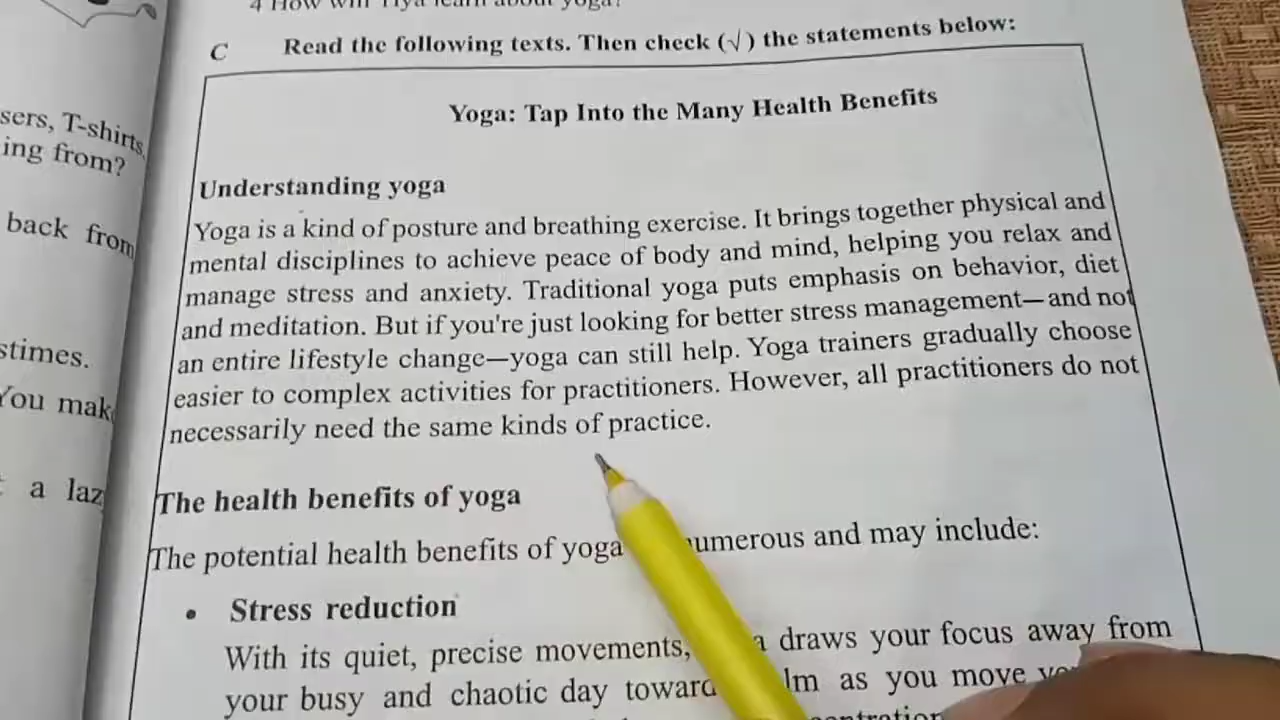 4 How will Tiya learn about yoga?
C Read the following texts. Then check (√) the statements below:
Yoga: Tap Into the Many Health Benefits
Understanding yoga
Yoga is a kind of posture and breathing exercise. It brings together physical and
mental disciplines to achieve peace of body and mind, helping you relax and
manage stress and anxiety. Traditional yoga puts emphasis on behavior, diet
and meditation. But if you're just looking for better stress management—and not
an entire lifestyle change—yoga can still help. Yoga trainers gradually choose
easier to complex activities for practitioners. However, all practitioners do not
necessarily need the same kinds of practice.
The health benefits of yoga
The potential health benefits of yoga numerous and may include:
• Stress reduction
With its quiet, precise movements, draws your focus away from
your busy and chaotic day toward as you move
sers, T-shirts,
ing from?
back from
stimes.
You mak
a laz